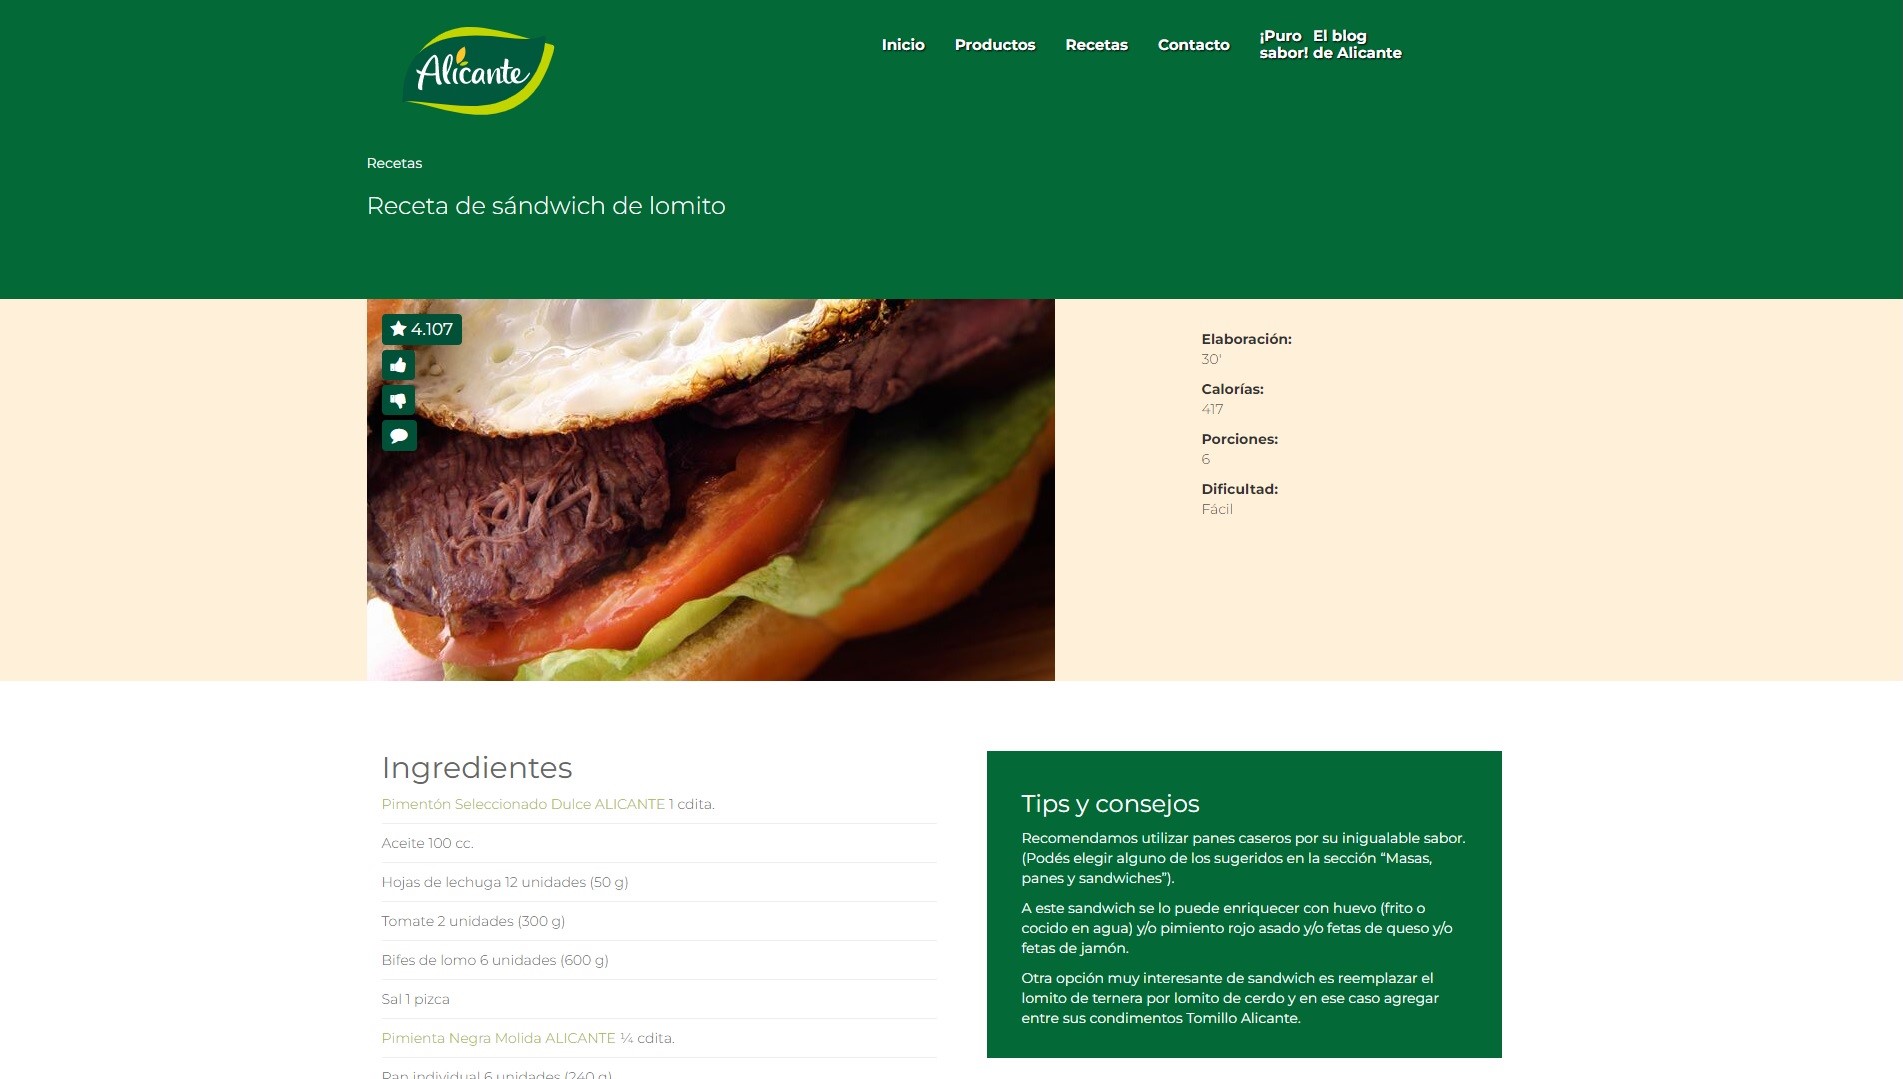 Alicante
Inicio
Productos
Recetas
Contacto
¡Puro El blog
sabor! de Alicante
Recetas
Receta de sándwich de lomito
4.107
Elaboración:
30'
Calorías:
417
Porciones:
6
Dificultad:
Fácil
Ingredientes
Pimentón Seleccionado Dulce ALICANTE 1 cdita.
Aceite 100 cc.
Hojas de lechuga 12 unidades (50 g)
Tomate 2 unidades (300 g)
Bifes de lomo 6 unidades (600 g)
Sal 1 pizca
Pimienta Negra Molida ALICANTE ¼ cdita.
Pan individual 6 unidades (240 g)
Tips y consejos
Recomendamos utilizar panes caseros por su inigualable sabor.
(Podés elegir alguno de los sugeridos en la sección “Masas,
panes y sandwiches”).
A este sandwich se lo puede enriquecer con huevo (frito o
cocido en agua) y/o pimiento rojo asado y/o fetas de queso y/o
fetas de jamón.
Otra opción muy interesante de sandwich es reemplazar el
lomito de ternera por lomito de cerdo y en ese caso agregar
entre sus condimentos Tomillo Alicante.